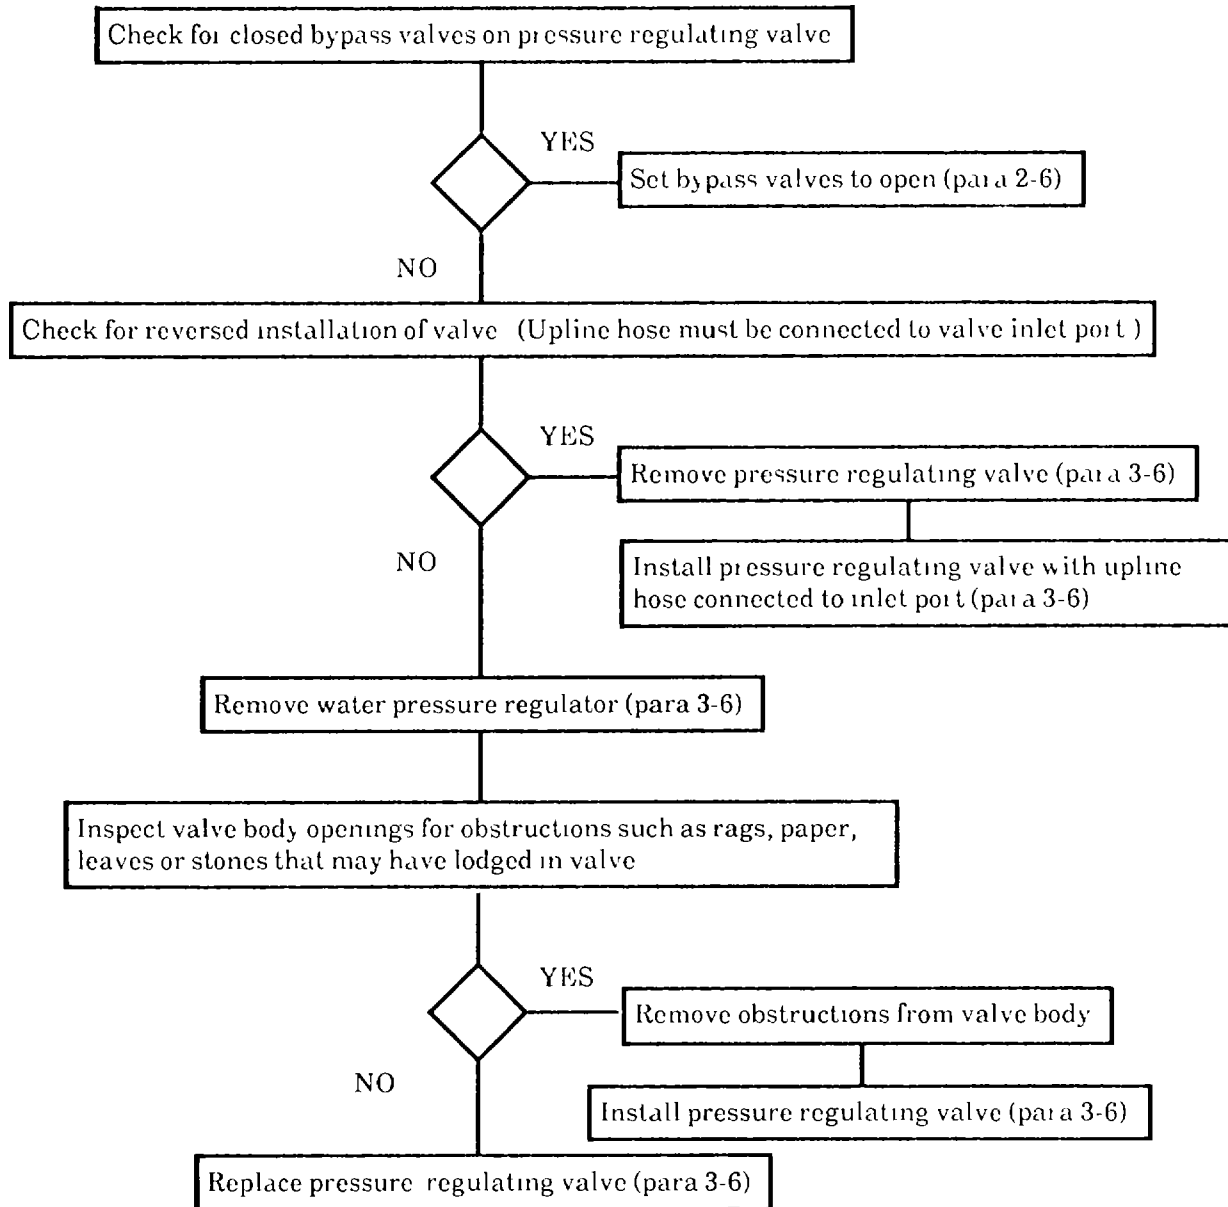 Check for closed bypass valves on pressure regulating valve
YES
Set bypass valves to open (para 2-6)
NO
Check for reversed installation of valve (Upline hose must be connected to valve inlet port )
YES
Remove pressure regulating valve (para 3-6)
NO
Install pressure regulating valve with upline
hose connected to inlet port (para 3-6)
Remove water pressure regulator (para 3-6)
Inspect valve body openings for obstructions such as rags, paper,
leaves or stones that may have lodged in valve
YES
Remove obstructions from valve body
NO
Install pressure regulating valve (para 3-6)
Replace pressure regulating valve (para 3-6)